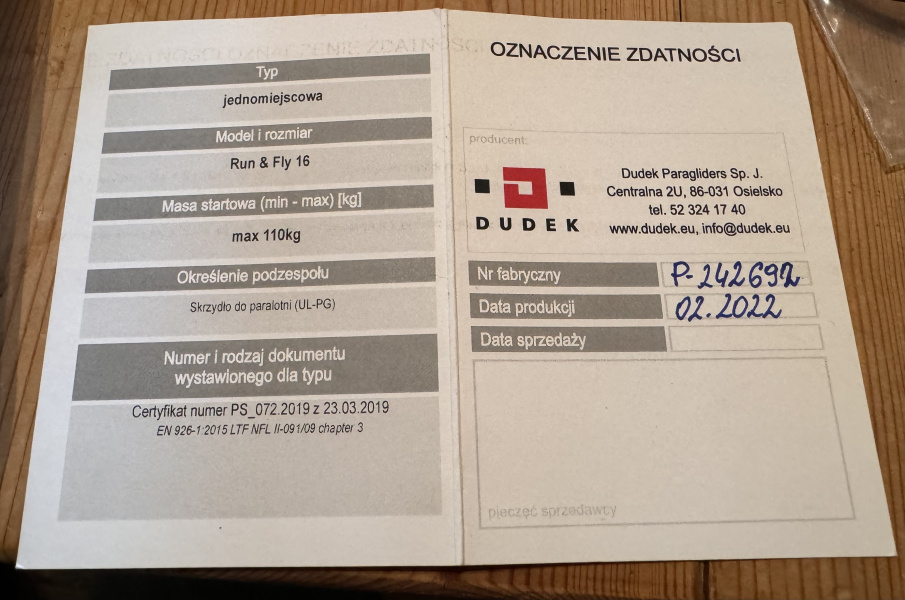 Typ
jednomiejscowa
Model i rozmiar
Run & Fly 16
Masa startowa (min - max) [kg]
max 110kg
Określenie podzespołu
Skrzydło do paralotni (UL-PG)
Numer i rodzaj dokumentu
wystawionego dla typu
Certyfikat numer PS_072.2019 z 23.03.2019
EN 926-1:2015 LTF NFL II-091/09 chapter 3
OZNACZENIE ZDATNOŚCI
producent:
DUDEK
Dudek Paragliders Sp. J.
Centralna 2U, 86-031 Osielsko
tel. 52 324 17 40
www.dudek.eu, info@dudek.eu
Nr fabryczny P-242692
Data produkcji 02.2022
Data sprzedaży
pieczęć sprzedawcy